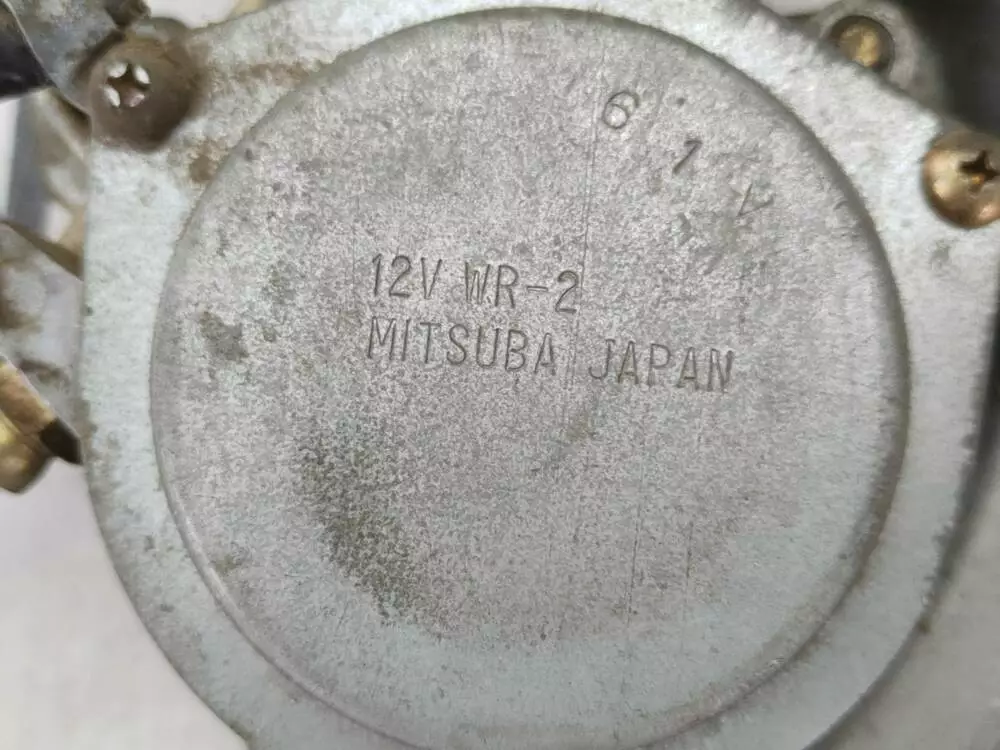 6 1
12V WR-2
MITSUBA JAPAN